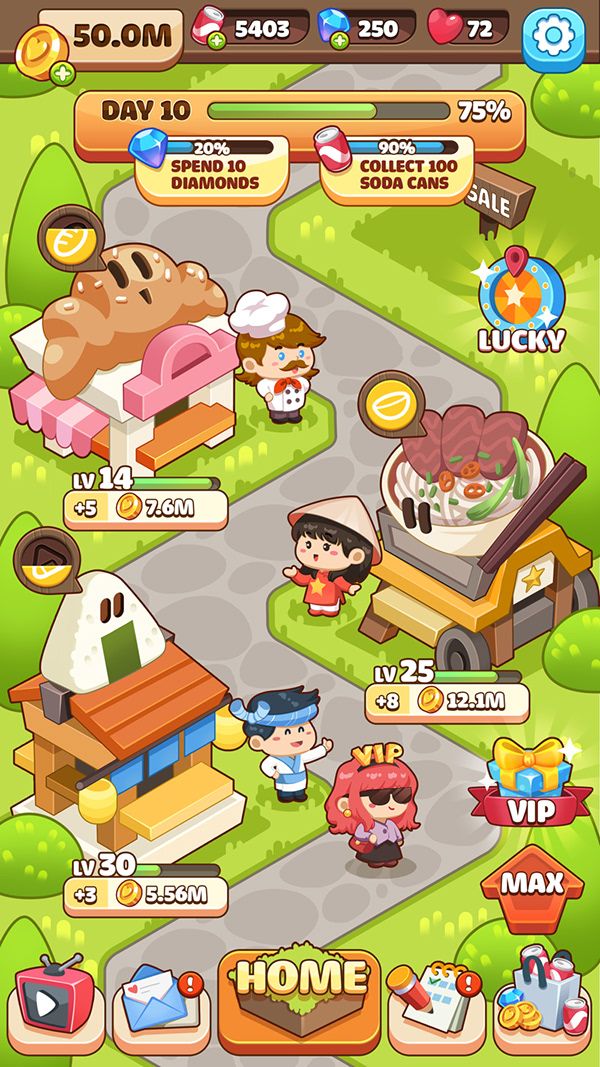 50.0M
5403
250
72
DAY 10
75%
20%
SPEND 10
DIAMONDS
90%
COLLECT 100
SODA CANS
SALE
LUCKY
LV 14
+5
7.6M
LV 25
+8
12.1M
VIP
VIP
LV 30
+3
5.56M
MAX
HOME